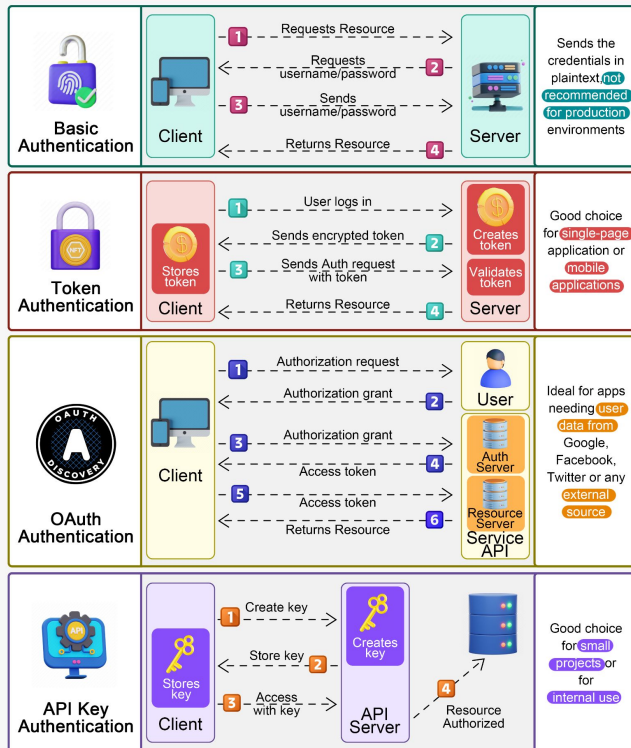 1
Requests Resource
Requests
username/password
2
3
Sends
username/password
Returns Resource
4
Client
Server
Basic
Authentication
Sends the
credentials in
plaintext,not
recommended
for production
environments
NFT
Token
Authentication
1
User logs in
Sends encrypted token
2
3
Sends Auth request
with token
Returns Resource
4
Stores
token
Client
Creates
token
Validates
token
Server
Good choice
for single-page
application or
mobile
applications
OAUTH
A
DISCOVERY
OAuth
Authentication
Client
1
Authorization request
Authorization grant
2
3
Authorization grant
4
Access token
5
Access token
6
Returns Resource
User
Auth
Server
Resource
Server
Service
API
Ideal for apps
needing user
data from
Google,
Facebook,
Twitter or any
external
source
API
API Key
Authentication
Stores
key
Client
1
Create key
Store key
2
3
Access
with key
Creates
key
API
Server
4
Resource
Authorized
Good choice
for small
projects or
for
internal use